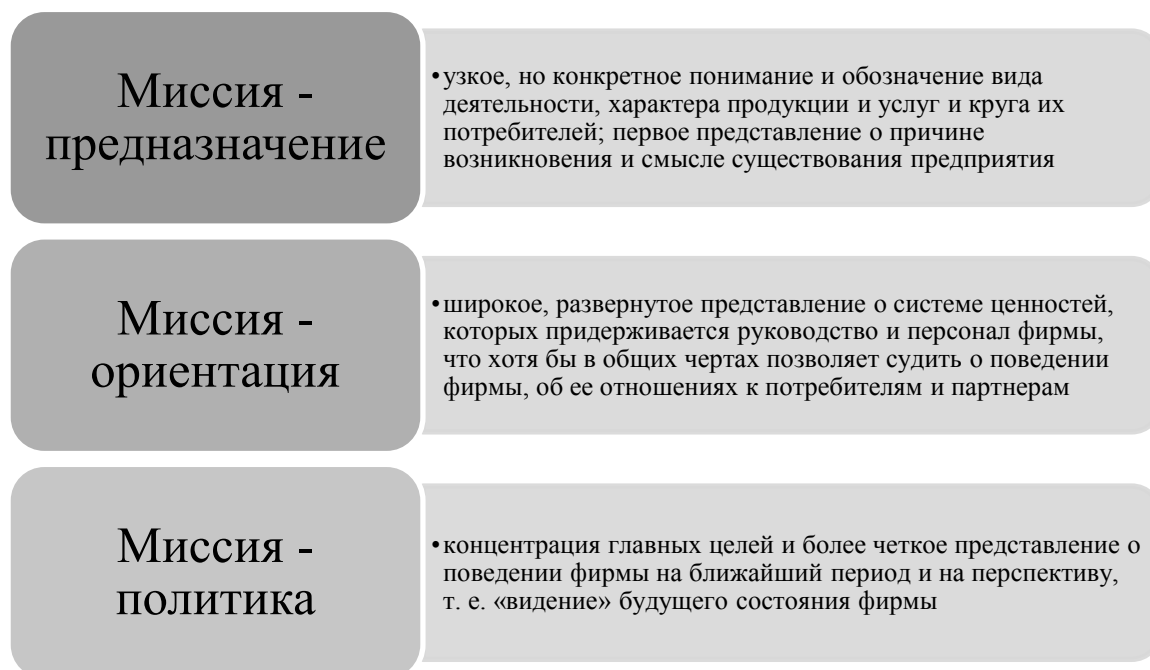 Миссия -
предназначение
•узкое, но конкретное понимание и обозначение вида
деятельности, характера продукции и услуг и круга их
потребителей; первое представление о причине
возникновения и смысле существования предприятия
Миссия -
ориентация
•широкое, развернутое представление о системе ценностей,
которых придерживается руководство и персонал фирмы,
что хотя бы в общих чертах позволяет судить о поведении
фирмы, об ее отношениях к потребителям и партнерам
Миссия -
политика
•концентрация главных целей и более четкое представление о
поведении фирмы на ближайший период и на перспективу,
т. е. «видение» будущего состояния фирмы